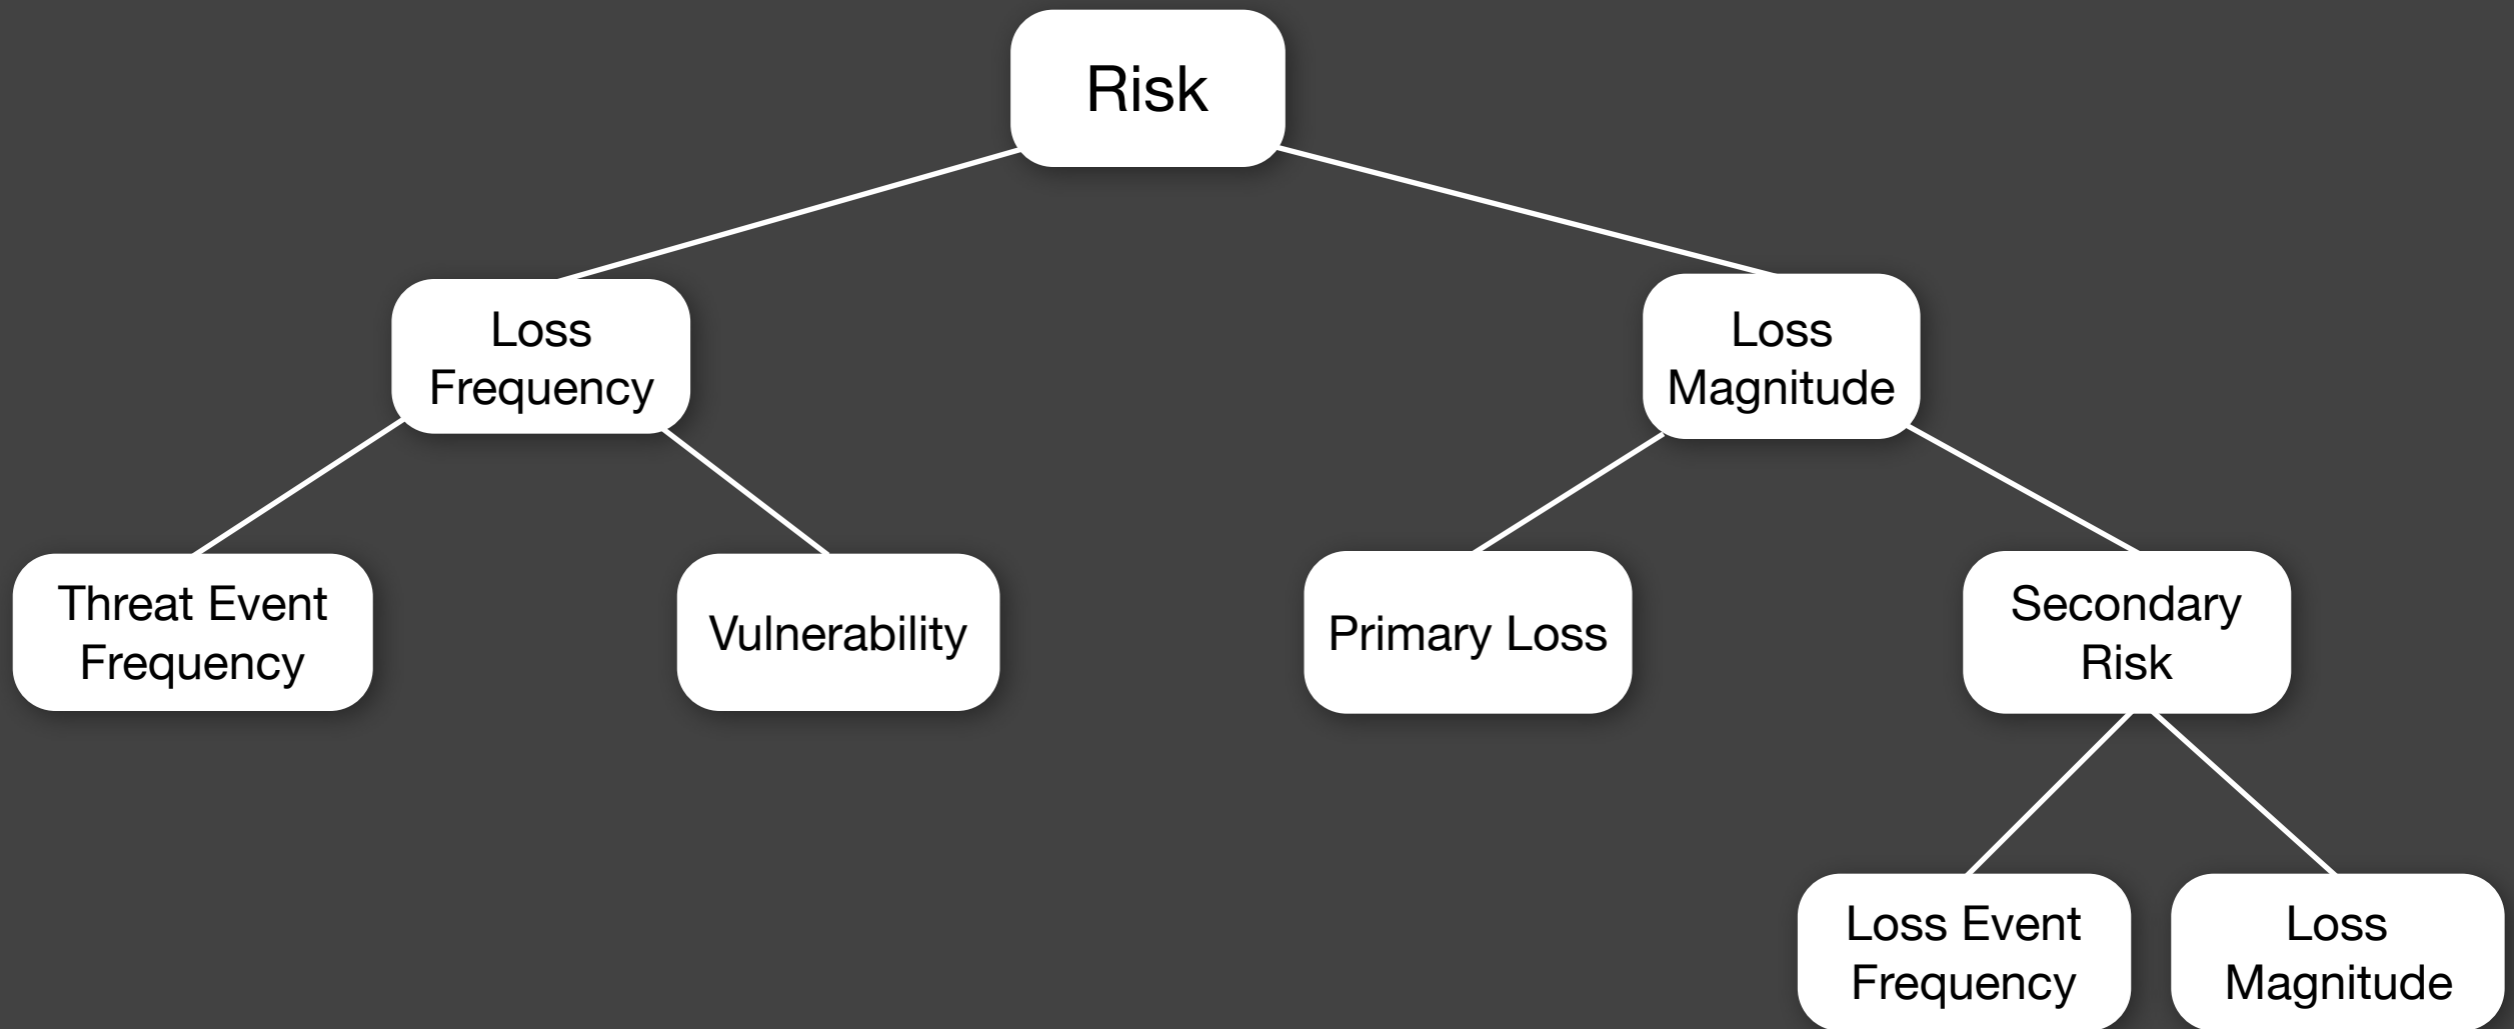 Risk
Loss
Frequency
Loss
Magnitude
Threat Event
Frequency
Vulnerability
Primary Loss
Secondary
Risk
Loss Event
Frequency
Loss
Magnitude